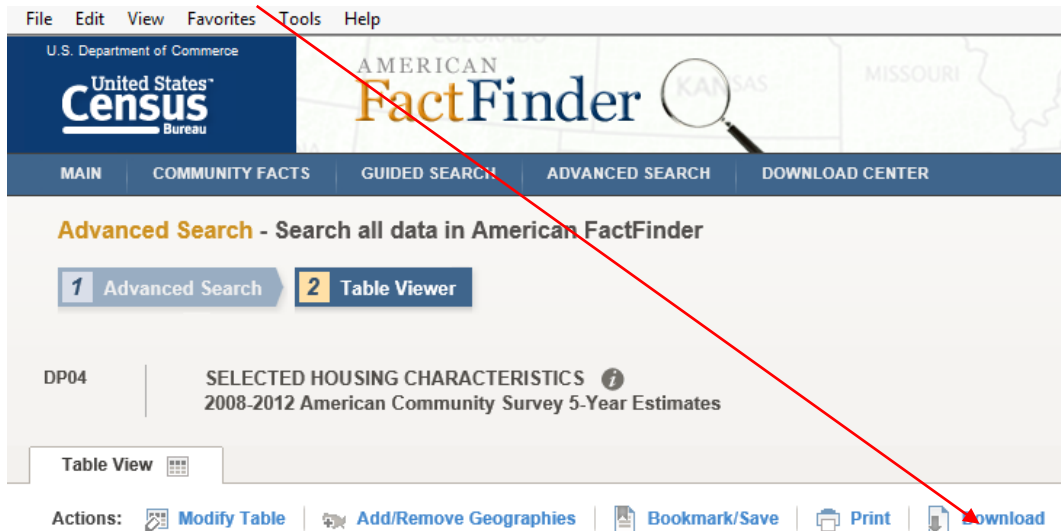 File Edit View Favorites Tools Help
U.S. Department of Commerce
COLORADO
AMERICAN
KANSAS
MISSOURI
United States™
FactFinder
Census
Bureau
MAIN COMMUNITY FACTS GUIDED SEARCH ADVANCED SEARCH DOWNLOAD CENTER
Advanced Search - Search all data in American FactFinder
1 Advanced Search 2 Table Viewer
DP04 SELECTED HOUSING CHARACTERISTICS i
2008-2012 American Community Survey 5-Year Estimates
Table View
Actions: Modify Table Add/Remove Geographies Bookmark/Save Print Download